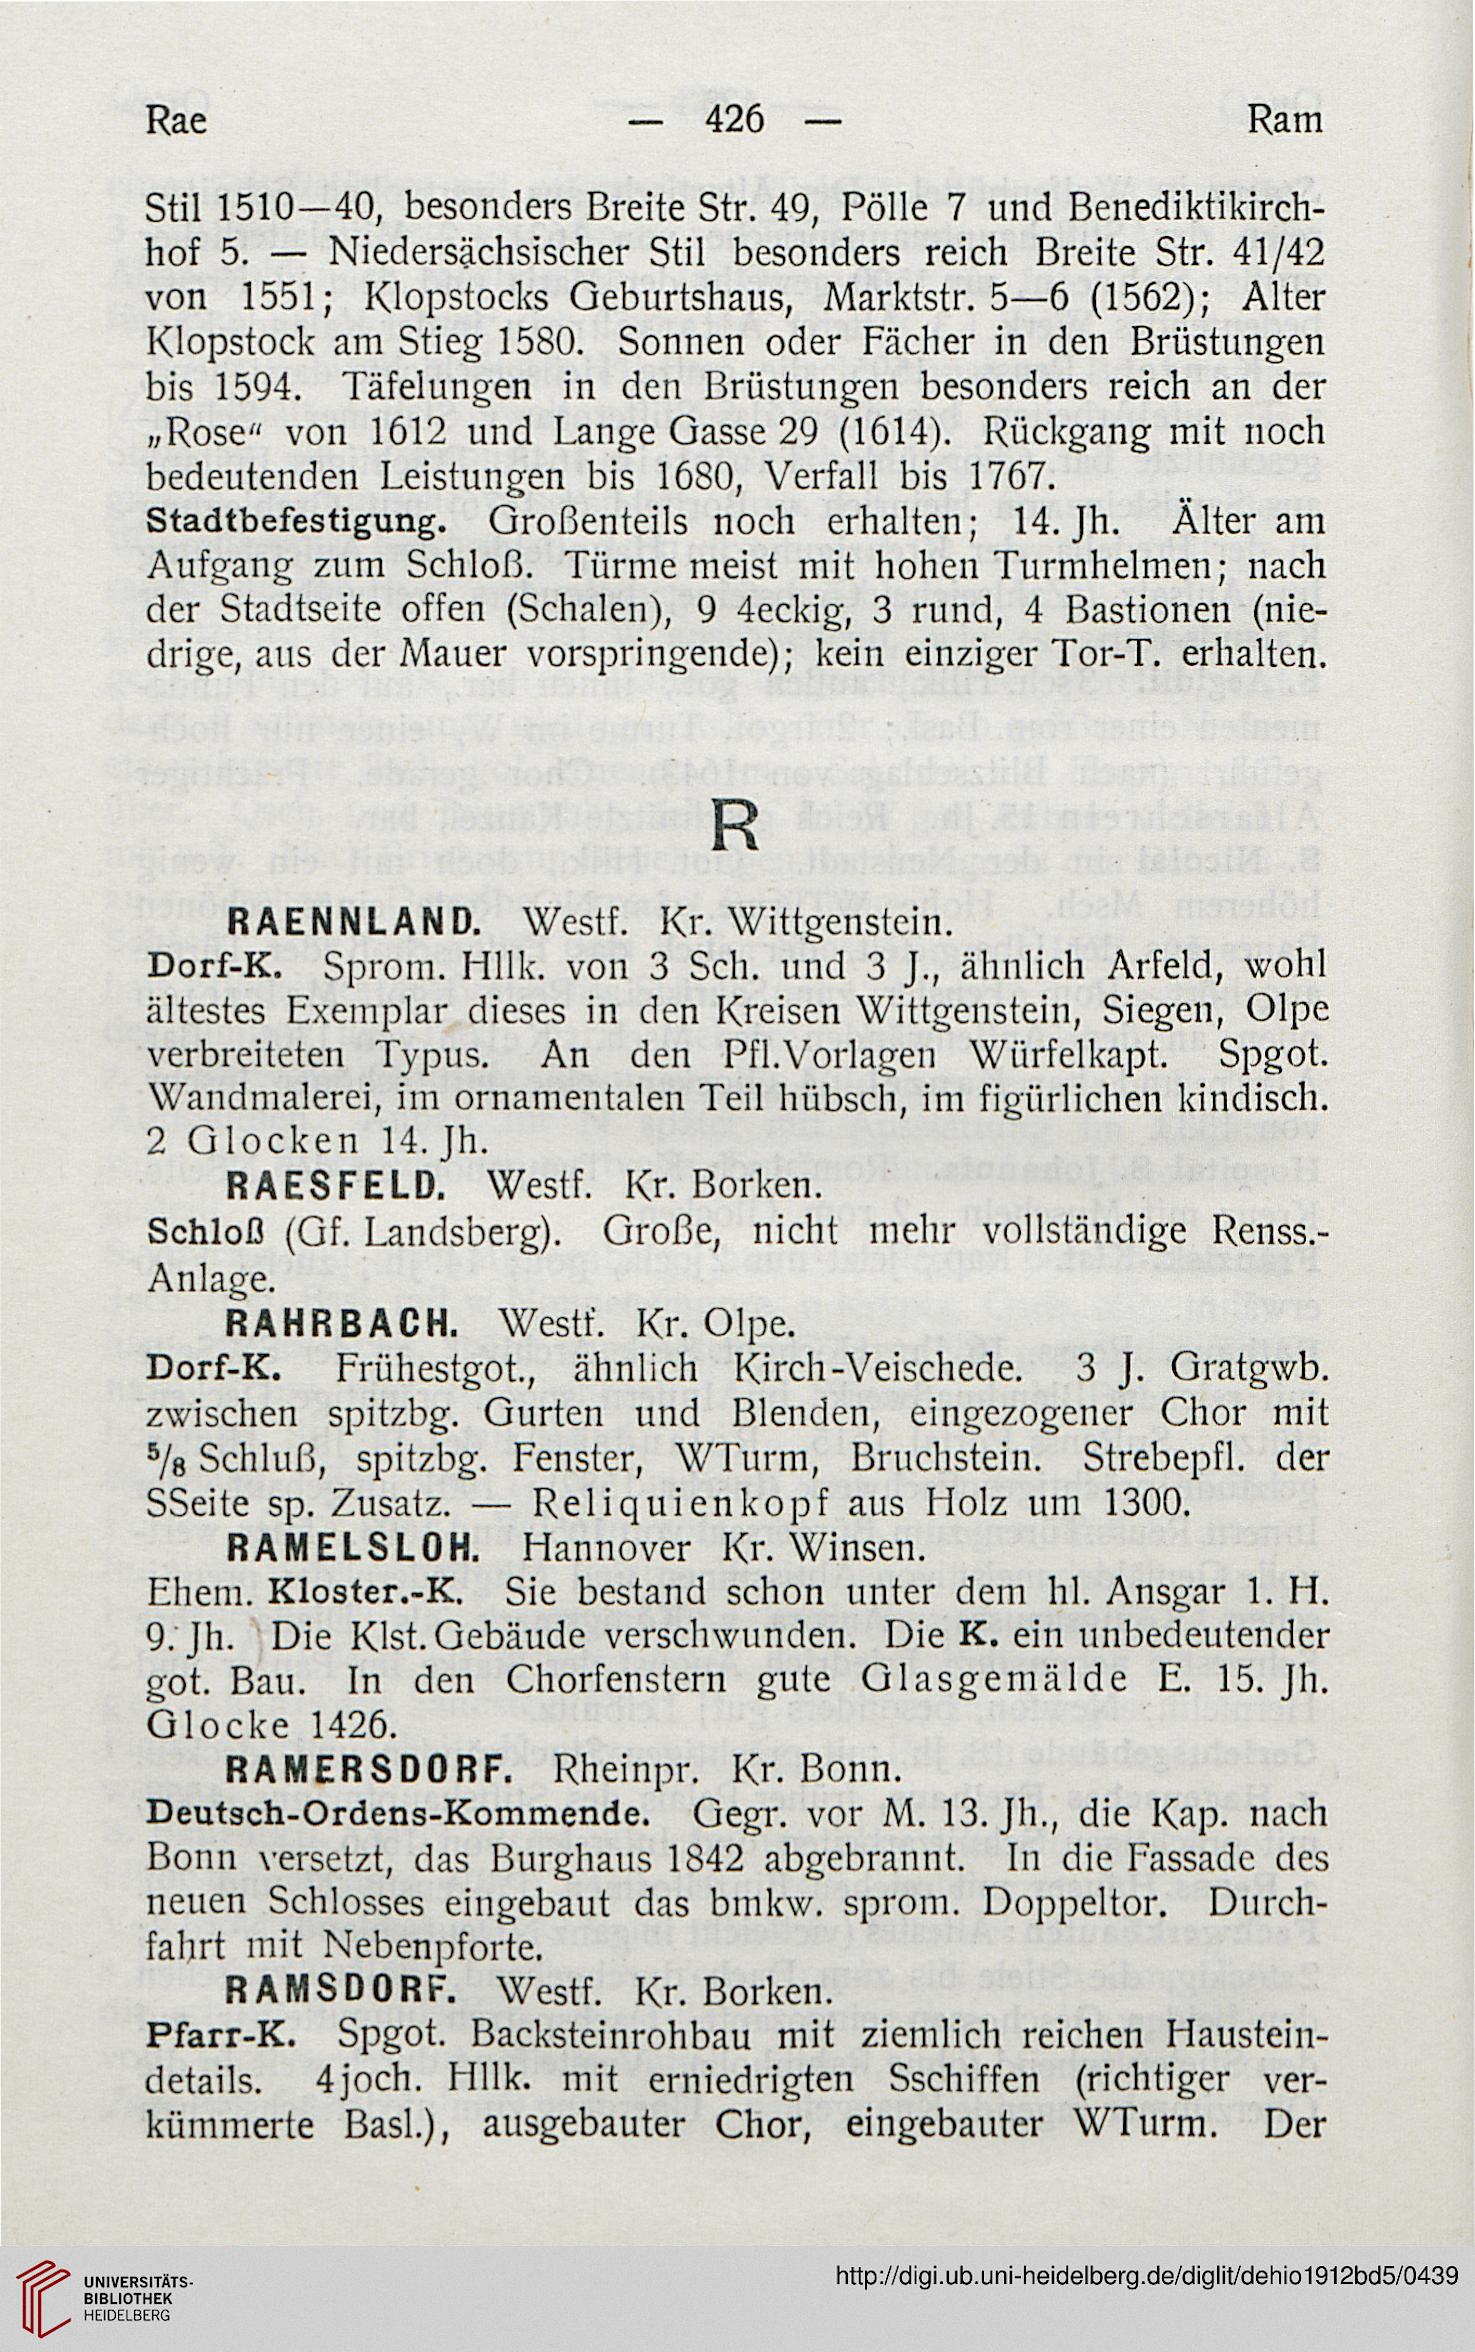 Rae — 426 — Ram
Stil 1510—40, besonders Breite Str. 49, Pölle 7 und Benediktikirch-
hof 5. — Niedersächsischer Stil besonders reich Breite Str. 41/42
von 1551; Klopstocks Geburtshaus, Marktstr. 5—6 (1562); Alter
Klopstock am Stieg 1580. Sonnen oder Fächer in den Brüstungen
bis 1594. Täfelungen in den Brüstungen besonders reich an der
„Rose“ von 1612 und Lange Gasse 29 (1614). Rückgang mit noch
bedeutenden Leistungen bis 1680, Verfall bis 1767.
Stadtbefestigung. Großenteils noch erhalten; 14. Jh. Älter am
Aufgang zum Schloß. Türme meist mit hohen Turmhelmen; nach
der Stadtseite offen (Schalen), 9 4eckig, 3 rund, 4 Bastionen (nie-
drige, aus der Mauer vorspringende); kein einziger Tor-T. erhalten.
R
RAENNLAND. Westf. Kr. Wittgenstein.
Dorf-K. Sprom. Hllk. von 3 Sch. und 3 J., ähnlich Arfeld, wohl
ältestes Exemplar dieses in den Kreisen Wittgenstein, Siegen, Olpe
verbreiteten Typus. An den Pfl.Vorlagen Würfelkapt. Spgot.
Wandmalerei, im ornamentalen Teil hübsch, im figürlichen kindisch.
2 Glocken 14. Jh.
RAESFELD. Westf. Kr. Borken.
Schloß (Gf. Landsberg). Große, nicht mehr vollständige Renss.-
Anlage.
RAHRBACH. Westf. Kr. Olpe.
Dorf-K. Frühestgot., ähnlich Kirch-Veischede. 3 J. Gratgwb.
zwischen spitzbg. Gurten und Blenden, eingezogener Chor mit
⁵/₈ Schluß, spitzbg. Fenster, WTurm, Bruchstein. Strebepfl. der
SSeite sp. Zusatz. — Reliquienkopf aus Holz um 1300.
RAMELSLOH. Hannover Kr. Winsen.
Ehem. Kloster.-K. Sie bestand schon unter dem hl. Ansgar 1. H.
9. Jh. Die Klst. Gebäude verschwunden. Die K. ein unbedeutender
got. Bau. In den Chorfenstern gute Glasgemälde E. 15. Jh.
Glocke 1426.
RAMERSDORF. Rheinpr. Kr. Bonn.
Deutsch-Ordens-Kommende. Gegr. vor M. 13. Jh., die Kap. nach
Bonn versetzt, das Burghaus 1842 abgebrannt. In die Fassade des
neuen Schlosses eingebaut das bmkw. sprom. Doppeltor. Durch-
fahrt mit Nebenpforte.
RAMSDORF. Westf. Kr. Borken.
Pfarr-K. Spgot. Backsteinrohbau mit ziemlich reichen Haustein-
details. 4joch. Hllk. mit erniedrigten Sschiffen (richtiger ver-
kümmerte Basl.), ausgebauter Chor, eingebauter WTurm. Der
UNIVERSITÄTS-
BIBLIOTHEK
HEIDELBERG
http://digi.ub.uni-heidelberg.de/diglit/dehio1912bd5/0439